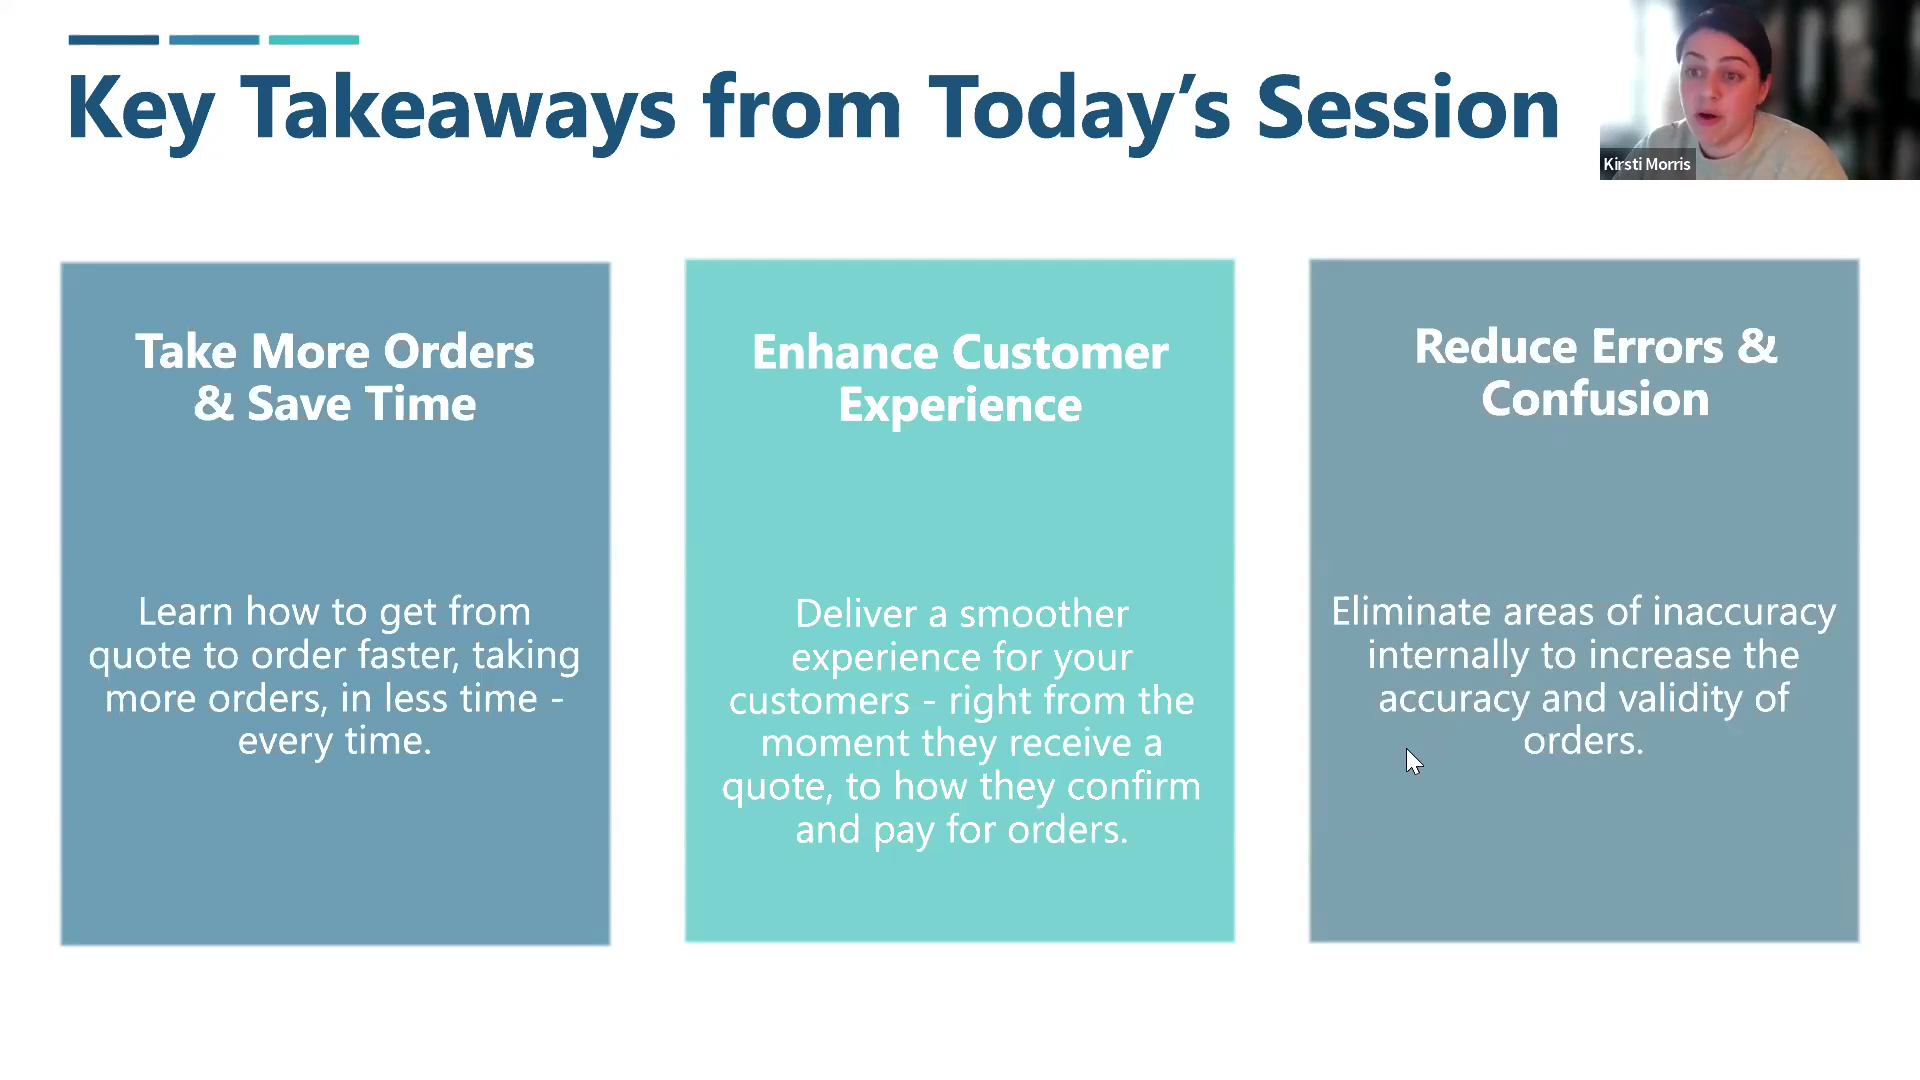 Key Takeaways from Today’s Session
Kirsti Morris
Take More Orders
& Save Time
Learn how to get from
quote to order faster, taking
more orders, in less time -
every time.
Enhance Customer
Experience
Deliver a smoother
experience for your
customers - right from the
moment they receive a
quote, to how they confirm
and pay for orders.
Reduce Errors &
Confusion
Eliminate areas of inaccuracy
internally to increase the
accuracy and validity of
orders.